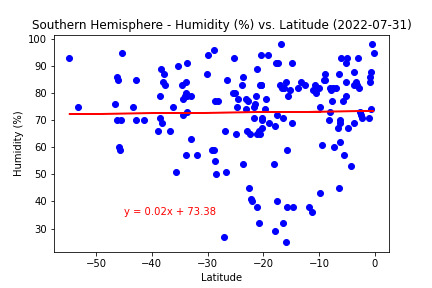 Southern Hemisphere - Humidity (%) vs. Latitude (2022-07-31)
100
90
80
70
60
50
40
30
Humidity (%)
y = 0.02x + 73.38
−50 −40 −30 −20 −10 0
Latitude